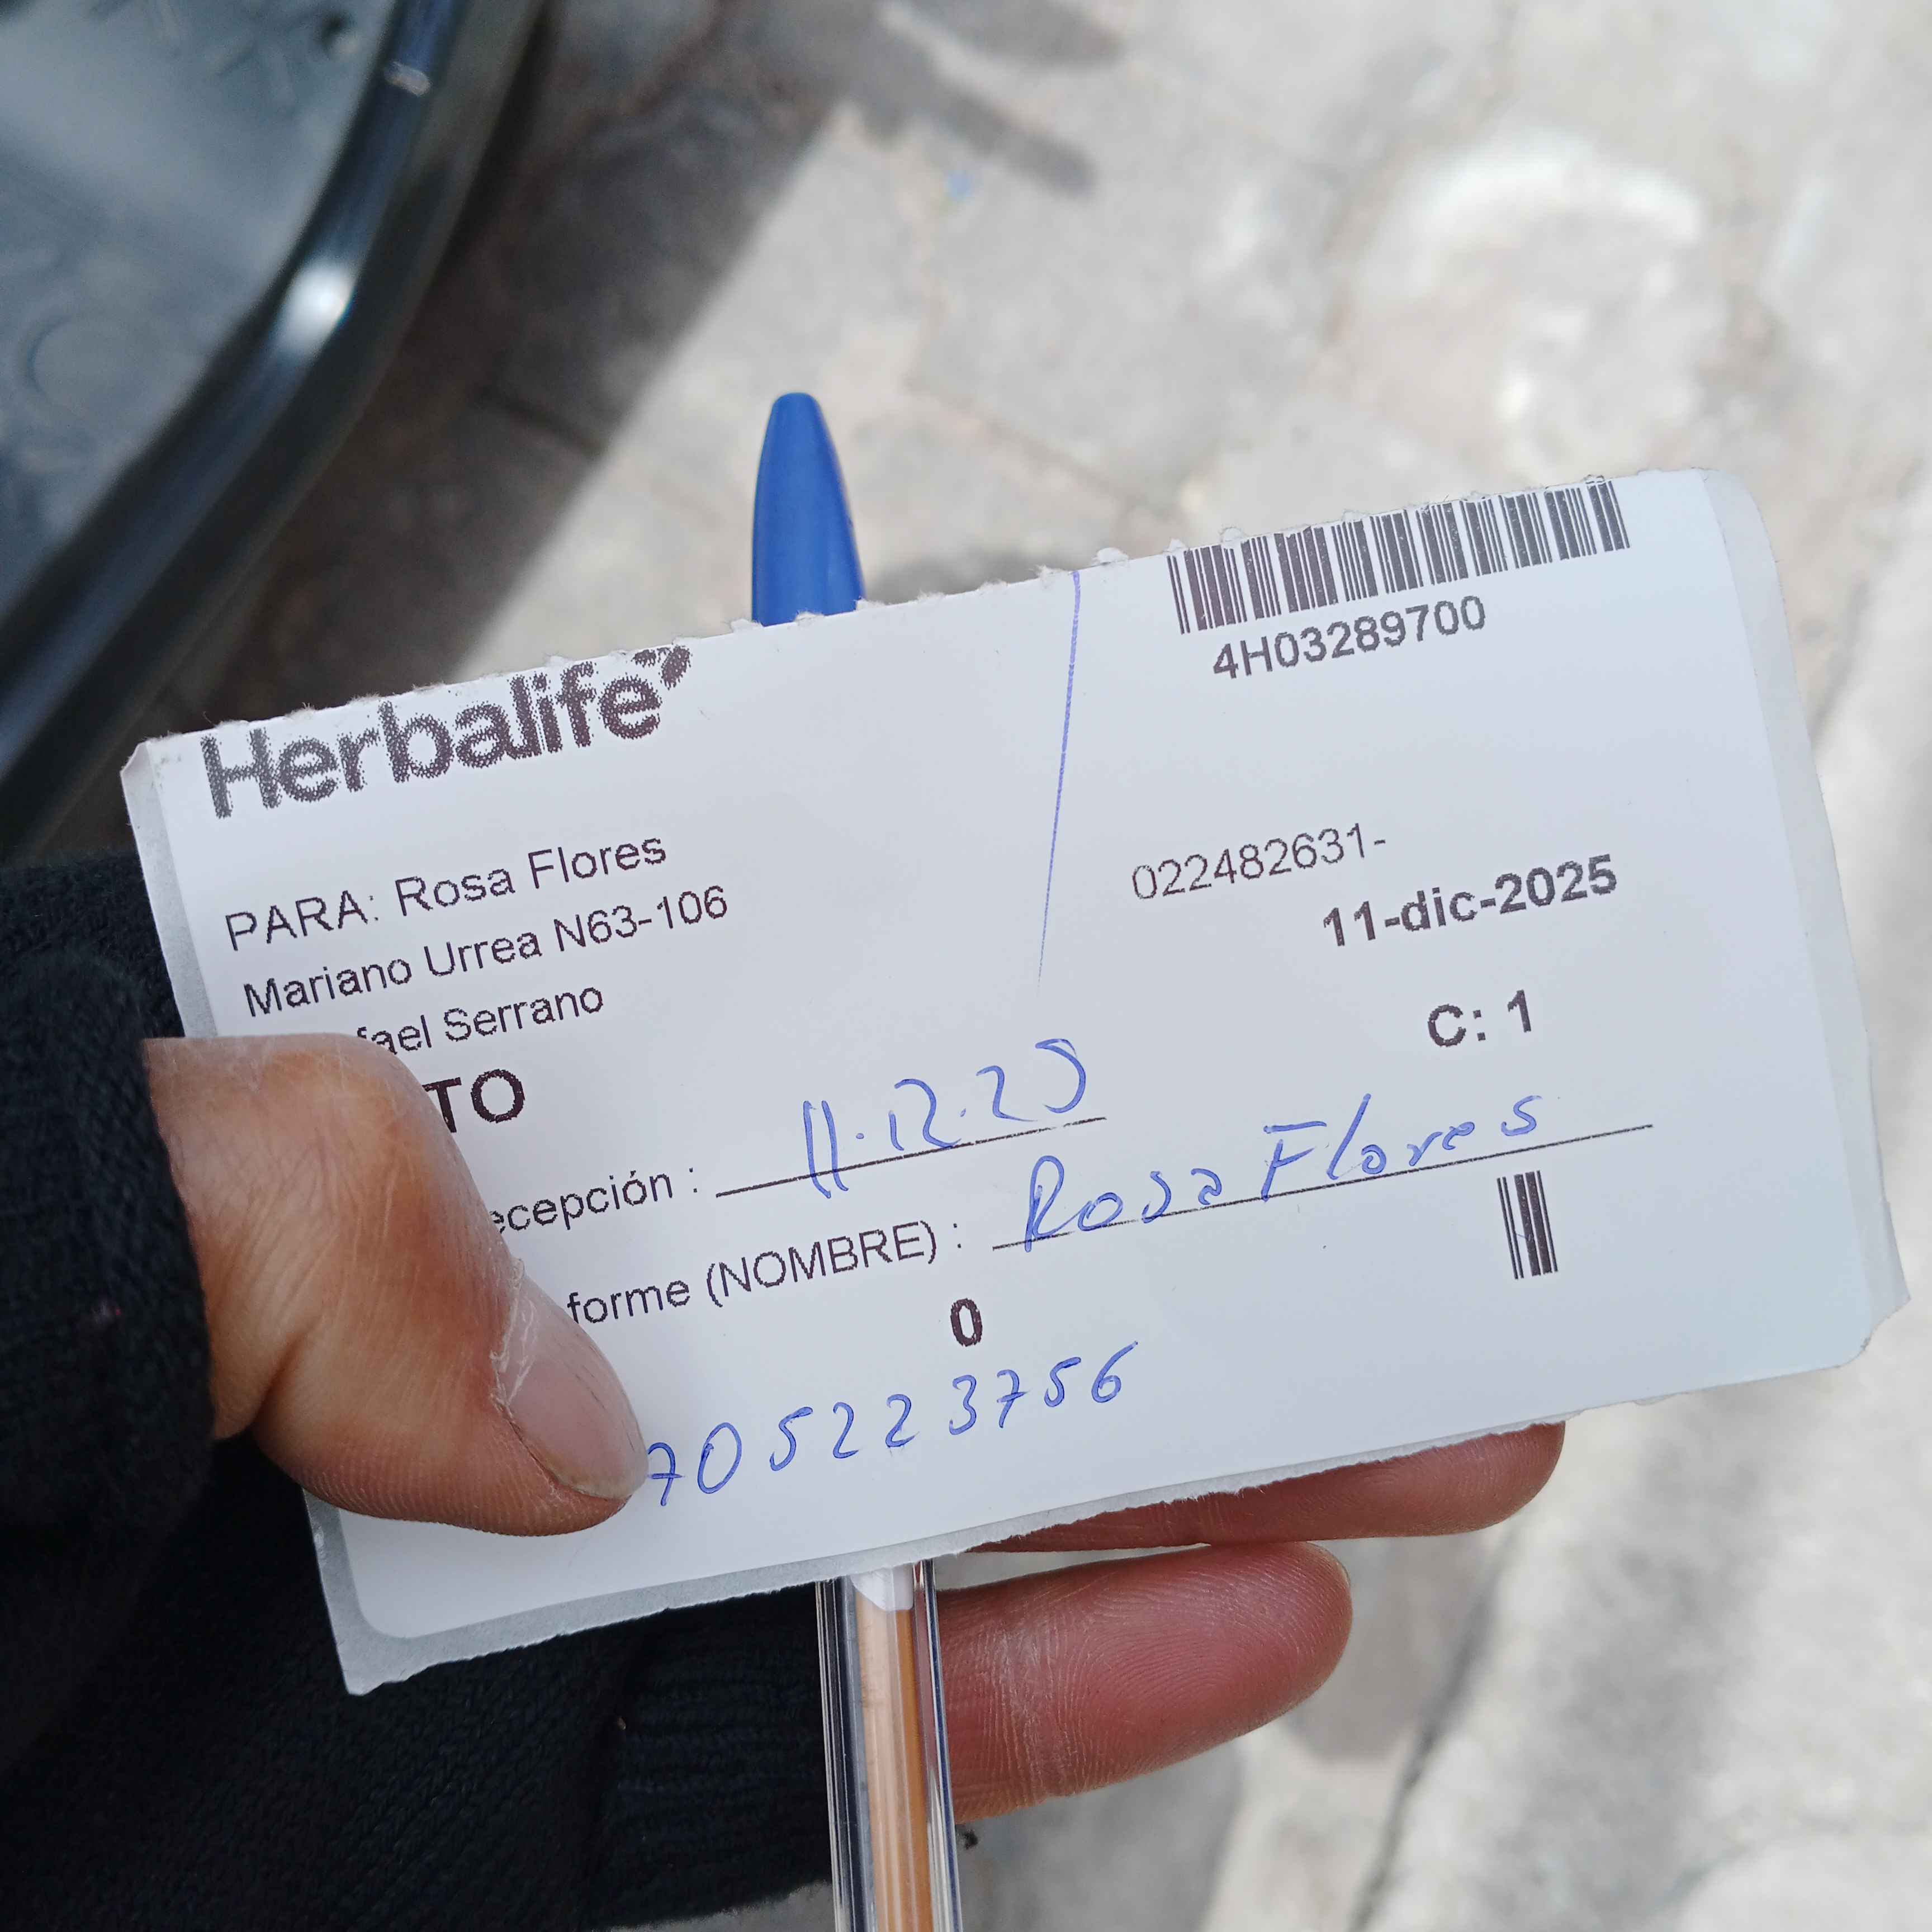 Herbalife
4H03289700
PARA: Rosa Flores
022482631-
Mariano Urrea N63-106
11-dic-2025
fael Serrano
C: 1
TO
ecepción : 11.12.25
forme (NOMBRE) : Rosa Flores
0
705223756